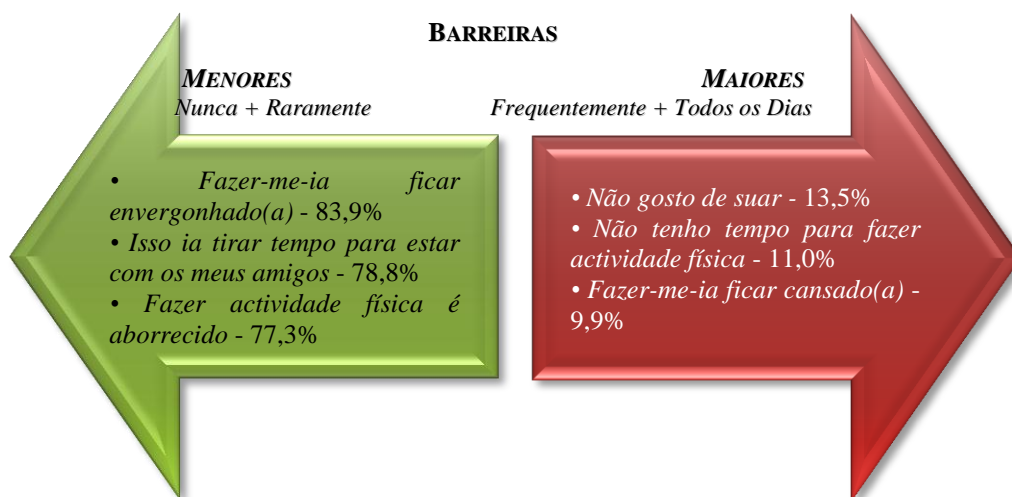 BARREIRAS
MENORES
Nunca + Raramente
• Fazer-me-ia ficar
envergonhado(a) - 83,9%
• Isso ia tirar tempo para estar
com os meus amigos - 78,8%
• Fazer actividade física é
aborrecido - 77,3%
MAIORES
Frequentemente + Todos os Dias
• Não gosto de suar - 13,5%
• Não tenho tempo para fazer
actividade física - 11,0%
• Fazer-me-ia ficar cansado(a) -
9,9%